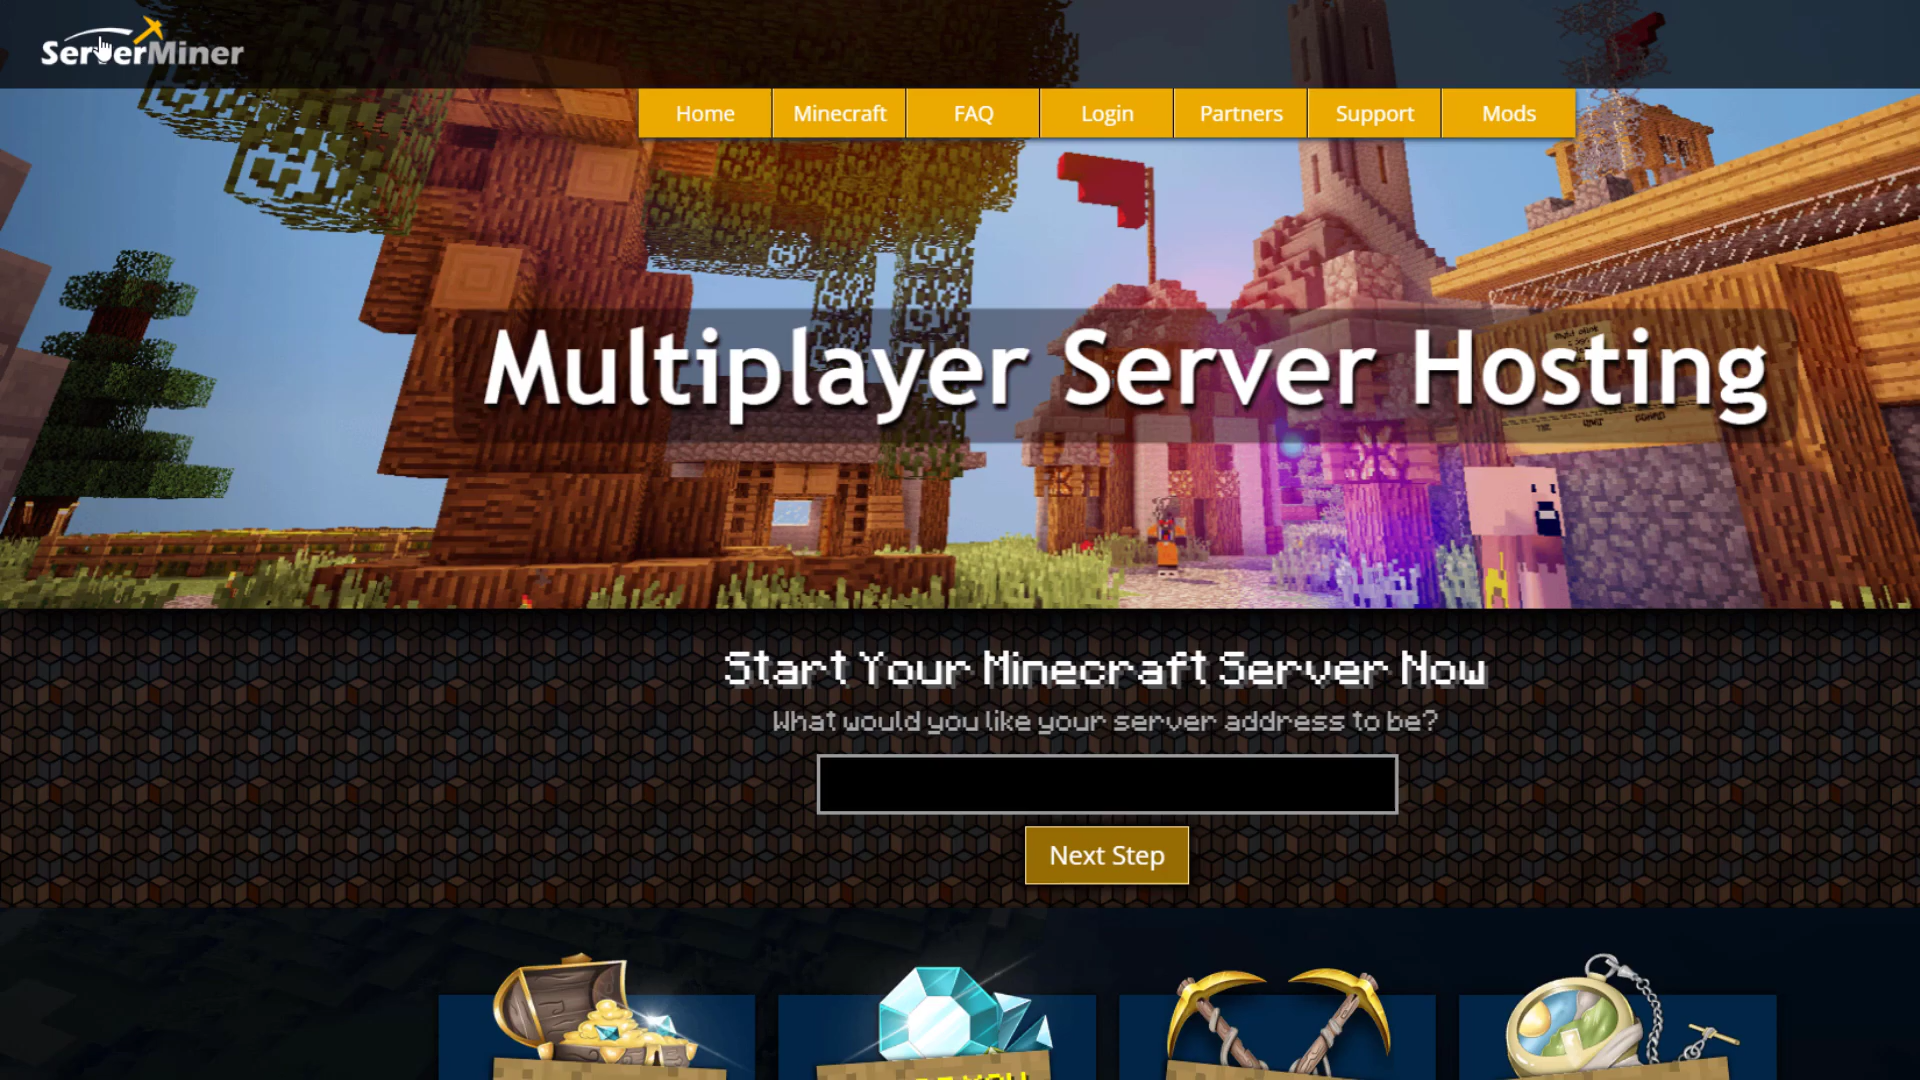 ServerMiner
Home Minecraft FAQ Login Partners Support Mods
Multiplayer Server Hosting
Start Your Minecraft Server Now
What would you like your server address to be?
Next Step